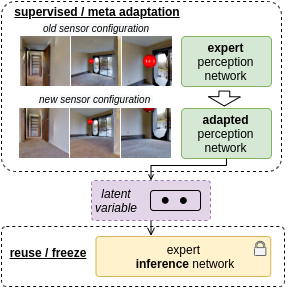 supervised / meta adaptation
old sensor configuration
expert
perception
network
new sensor configuration
adapted
perception
network
latent
variable
reuse / freeze
expert
inference network